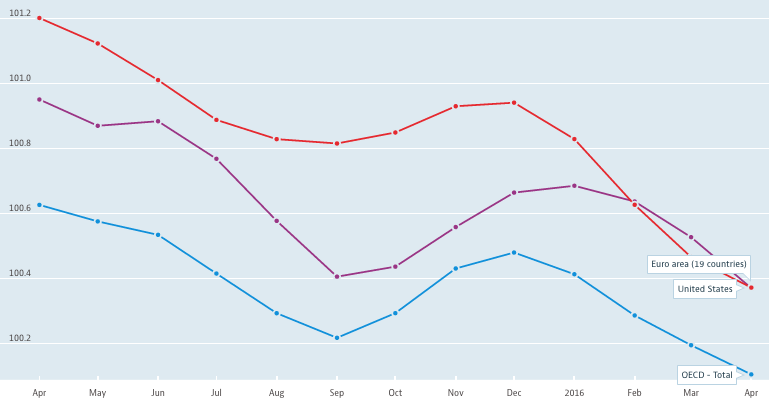 101.2
101.0
100.8
100.6
100.4
100.2
Euro area (19 countries)
United States
OECD - Total
Apr May Jun Jul Aug Sep Oct Nov Dec 2016 Feb Mar Apr